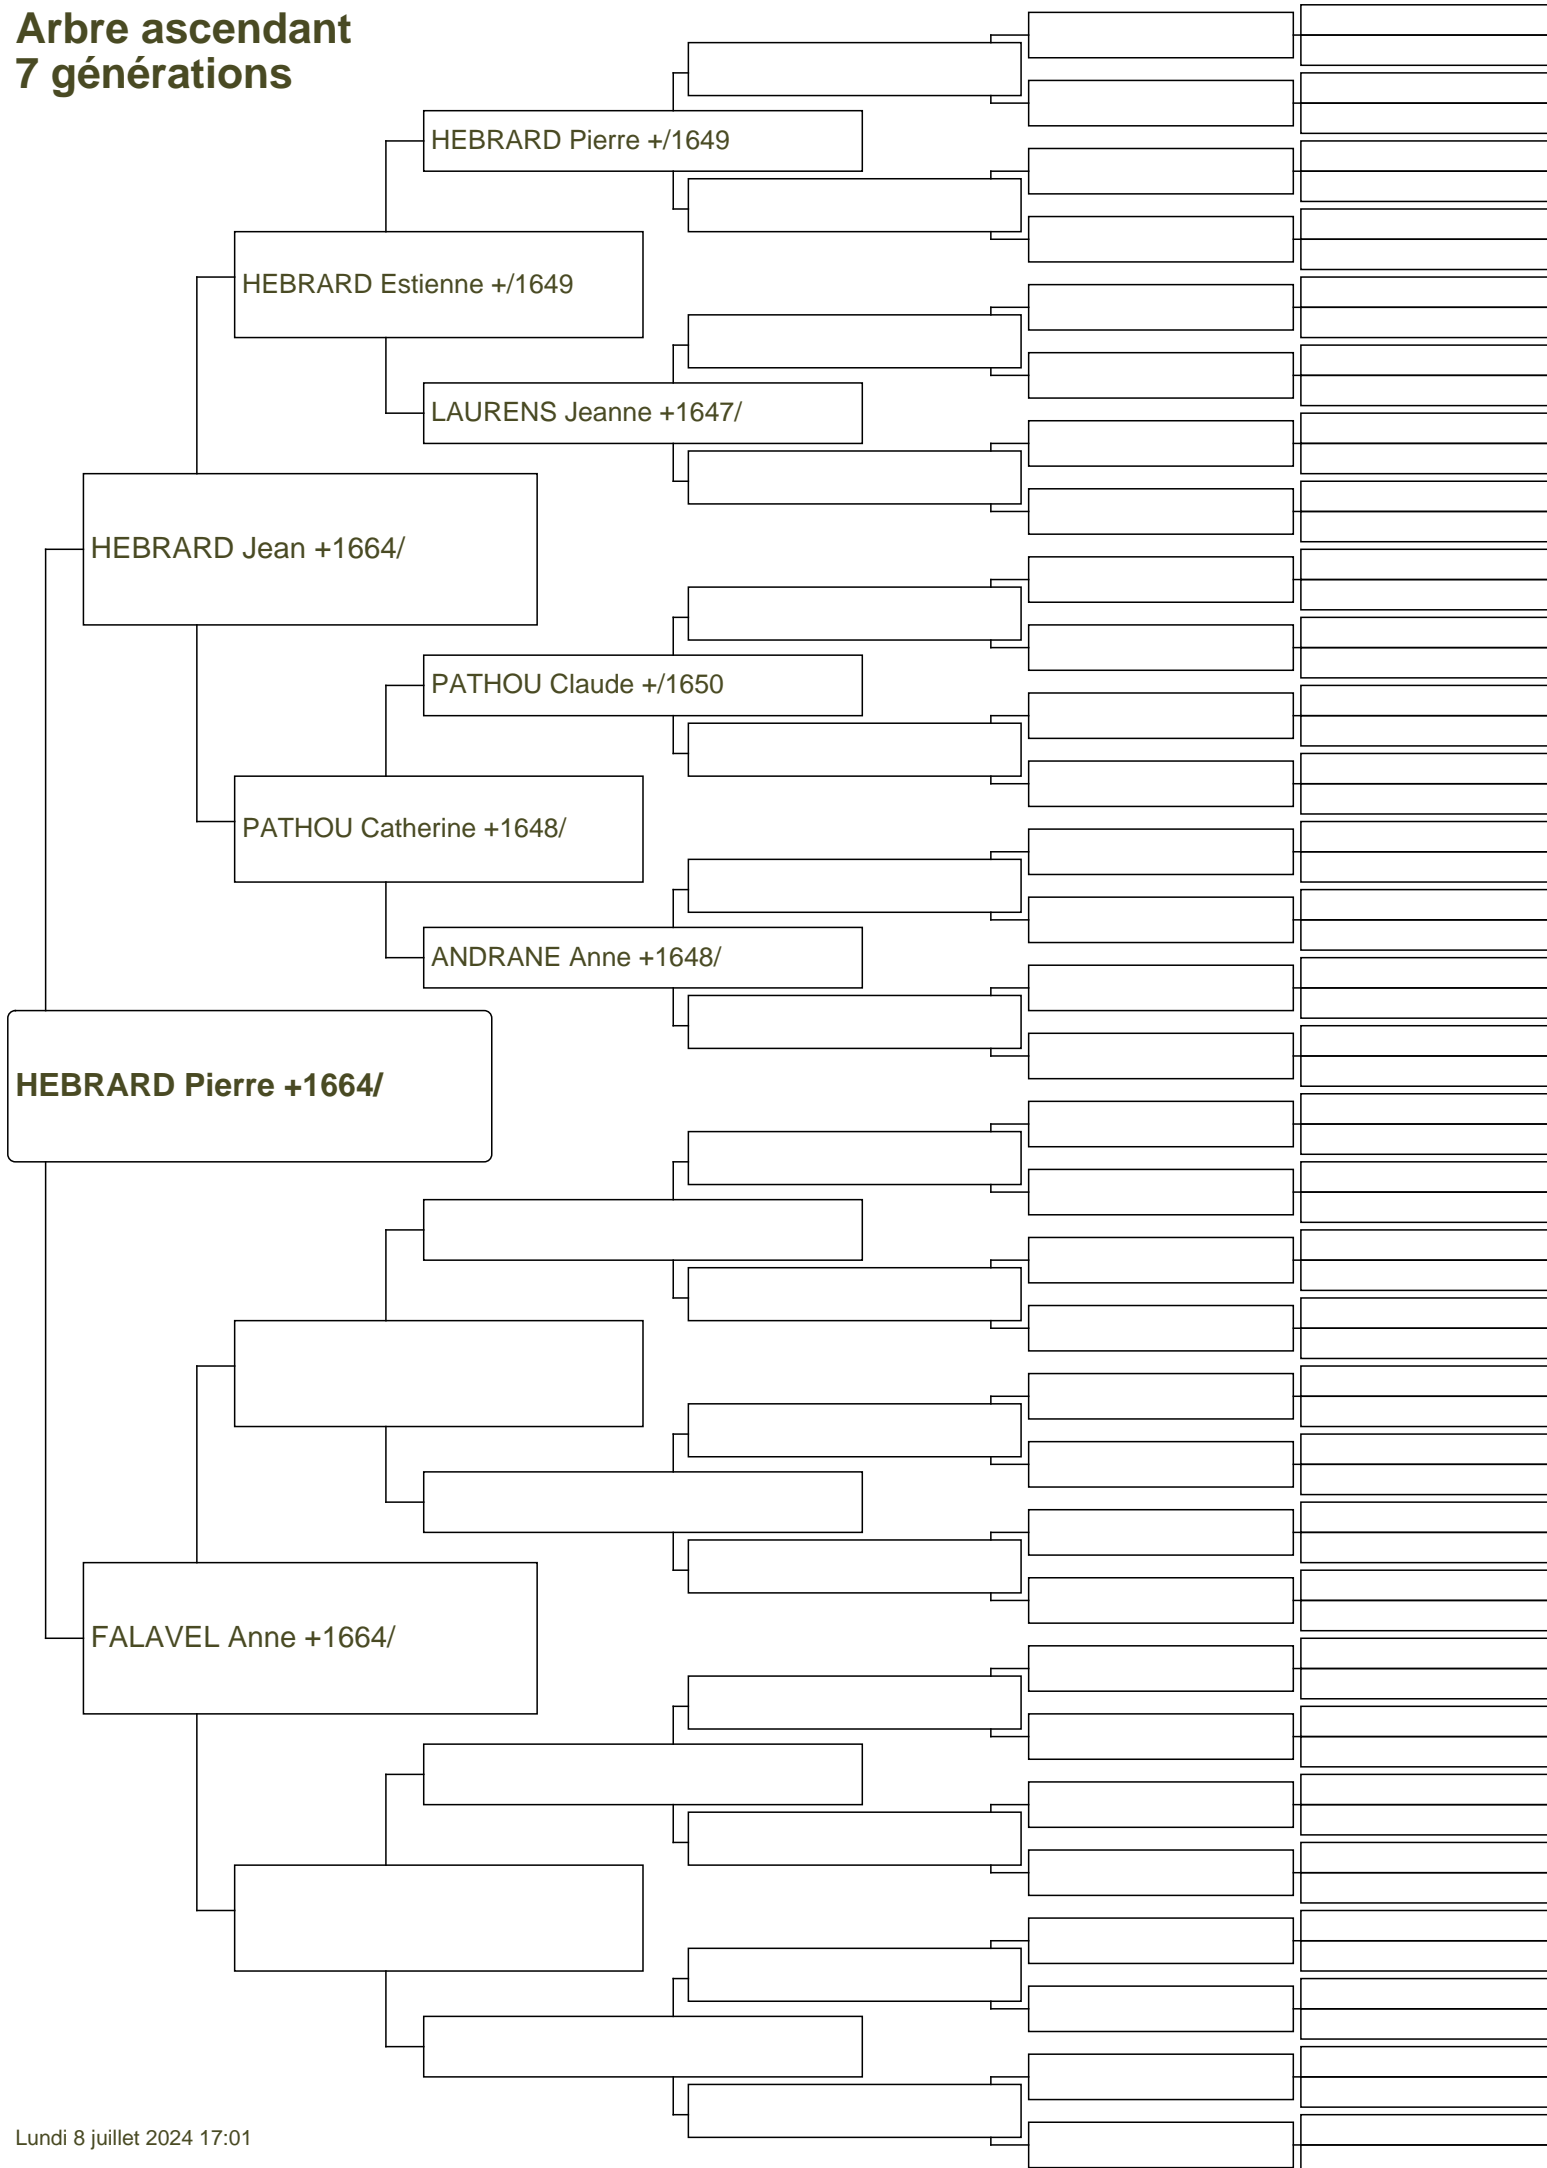 Arbre ascendant
7 générations
HEBRARD Pierre +/1649
HEBRARD Estienne +/1649
LAURENS Jeanne +1647/
HEBRARD Jean +1664/
PATHOU Claude +/1650
PATHOU Catherine +1648/
ANDRANE Anne +1648/
HEBRARD Pierre +1664/
FALAVEL Anne +1664/
Lundi 8 juillet 2024 17:01